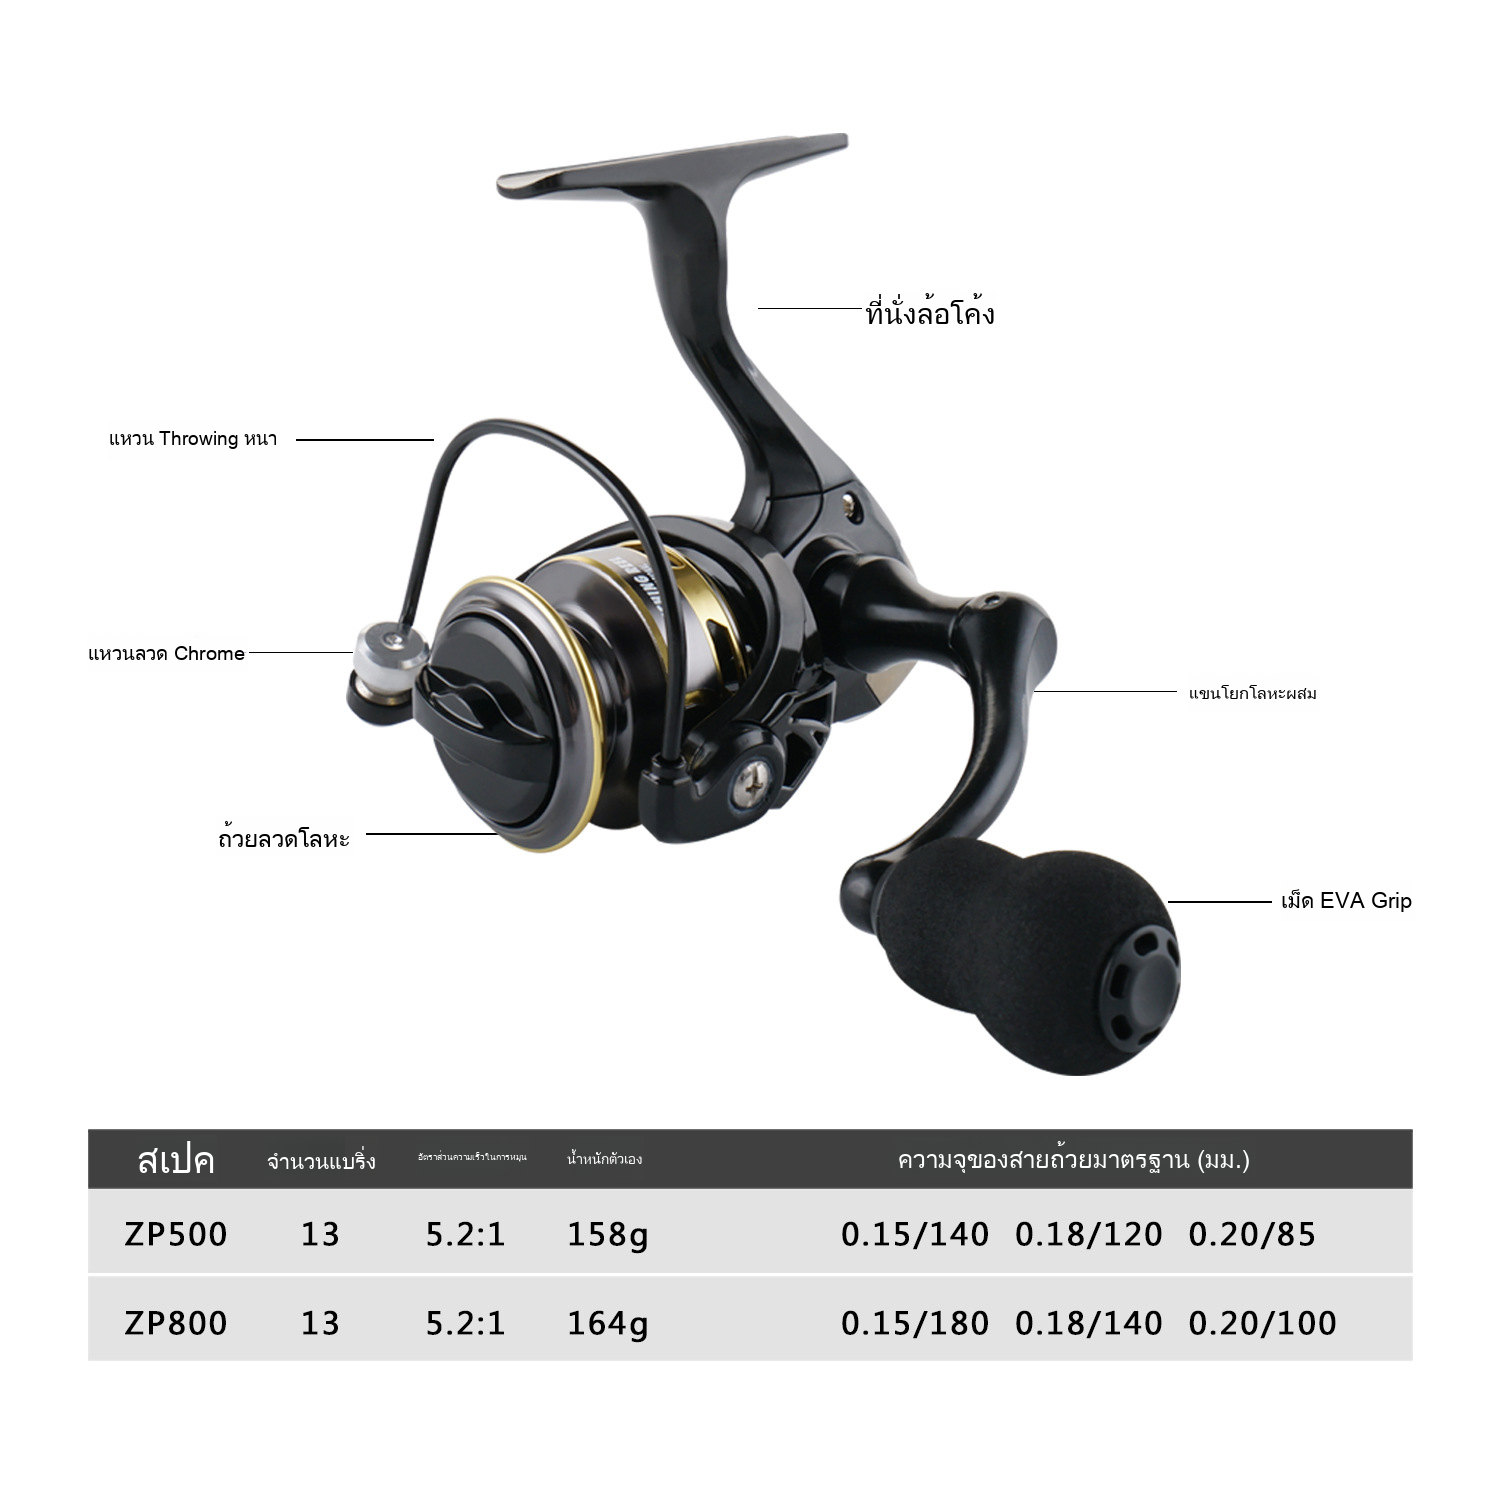 ที่นั่งล้อโค้ง
แหวน Throwing หนา
แหวนลวด Chrome
แขนโยกโลหะผสม
ถ้วยลวดโลหะ
เม็ด EVA Grip
สเปค จำนวนแบริ่ง อัตราส่วนความเร็วในการหมุน น้ำหนักตัวเอง ความจุของสายถ้วยมาตรฐาน (มม.)
ZP500 13 5.2:1 158g 0.15/140 0.18/120 0.20/85
ZP800 13 5.2:1 164g 0.15/180 0.18/140 0.20/100